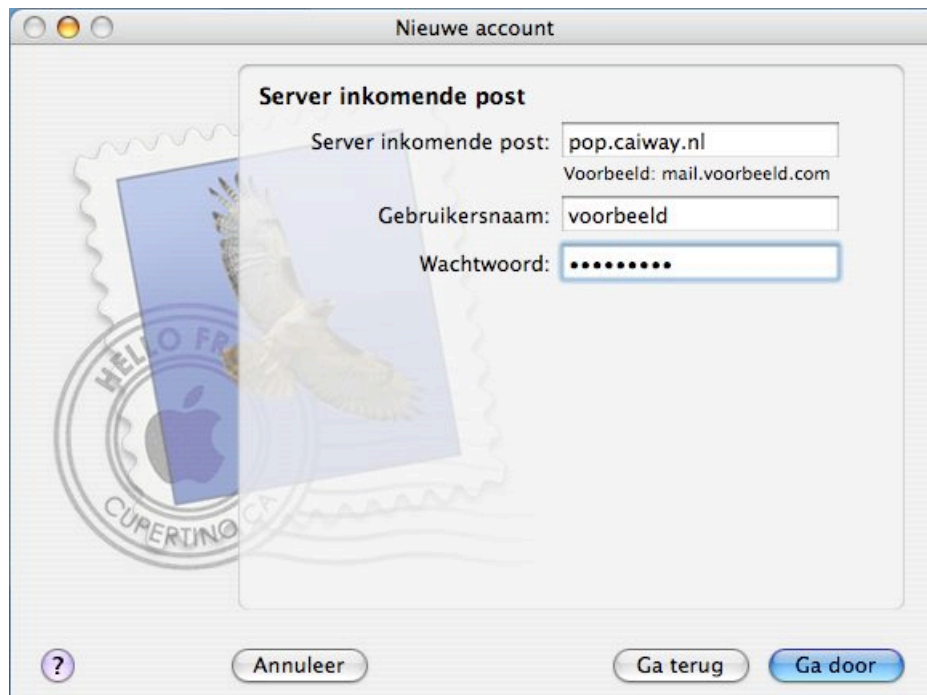 Nieuwe account
Server inkomende post
Server inkomende post: pop.caiway.nl
Voorbeeld: mail.voorbeeld.com
Gebruikersnaam: voorbeeld
Wachtwoord: •••••••••
HELLO FR
CUPERTINO CA
? Annuleer Ga terug Ga door